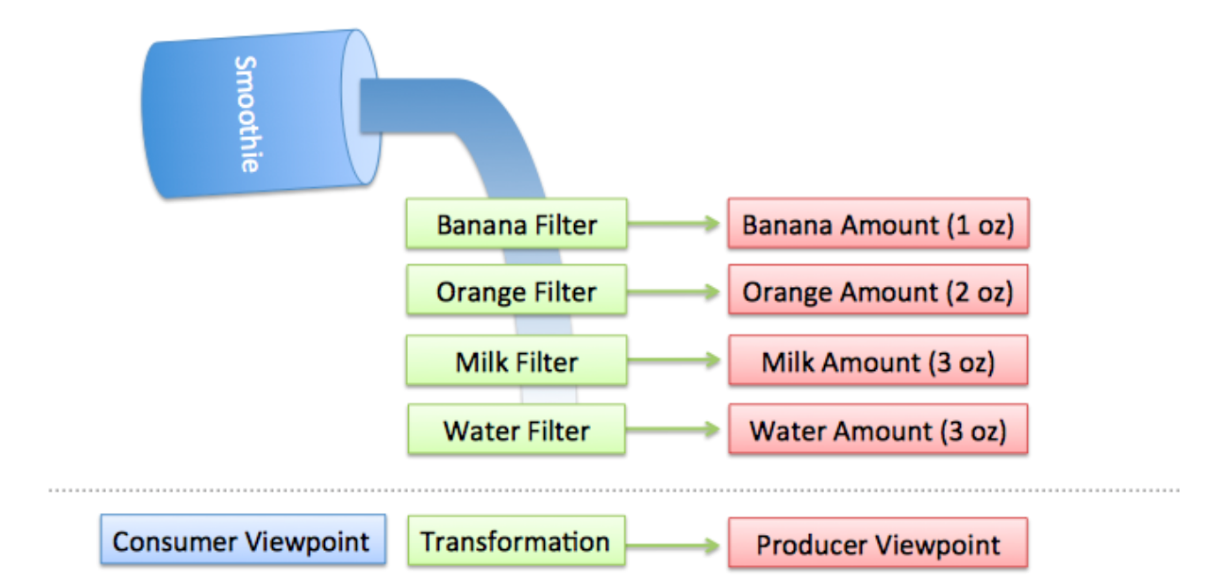 Smoothie
Banana Filter
Banana Amount (1 oz)
Orange Filter
Orange Amount (2 oz)
Milk Filter
Milk Amount (3 oz)
Water Filter
Water Amount (3 oz)
Consumer Viewpoint
Transformation
Producer Viewpoint